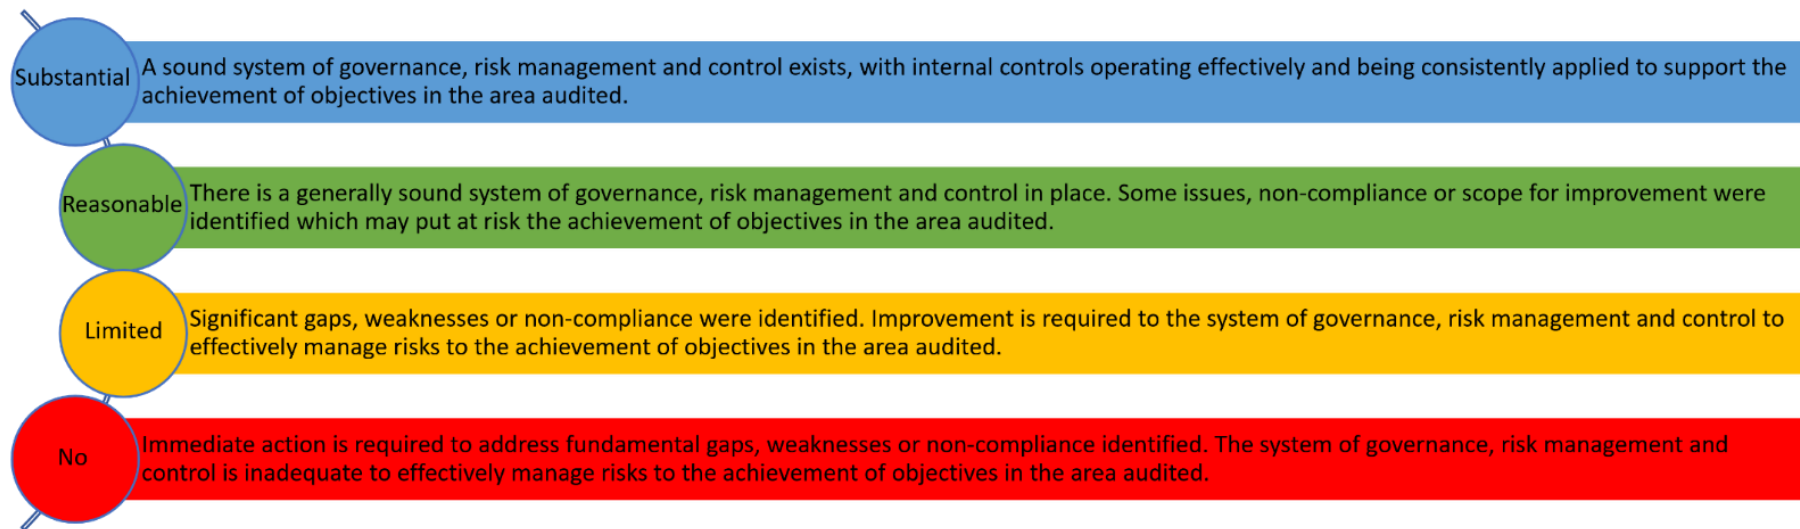 Substantial
A sound system of governance, risk management and control exists, with internal controls operating effectively and being consistently applied to support the
achievement of objectives in the area audited.
Reasonable
There is a generally sound system of governance, risk management and control in place. Some issues, non-compliance or scope for improvement were
identified which may put at risk the achievement of objectives in the area audited.
Limited
Significant gaps, weaknesses or non-compliance were identified. Improvement is required to the system of governance, risk management and control to
effectively manage risks to the achievement of objectives in the area audited.
No
Immediate action is required to address fundamental gaps, weaknesses or non-compliance identified. The system of governance, risk management and
control is inadequate to effectively manage risks to the achievement of objectives in the area audited.